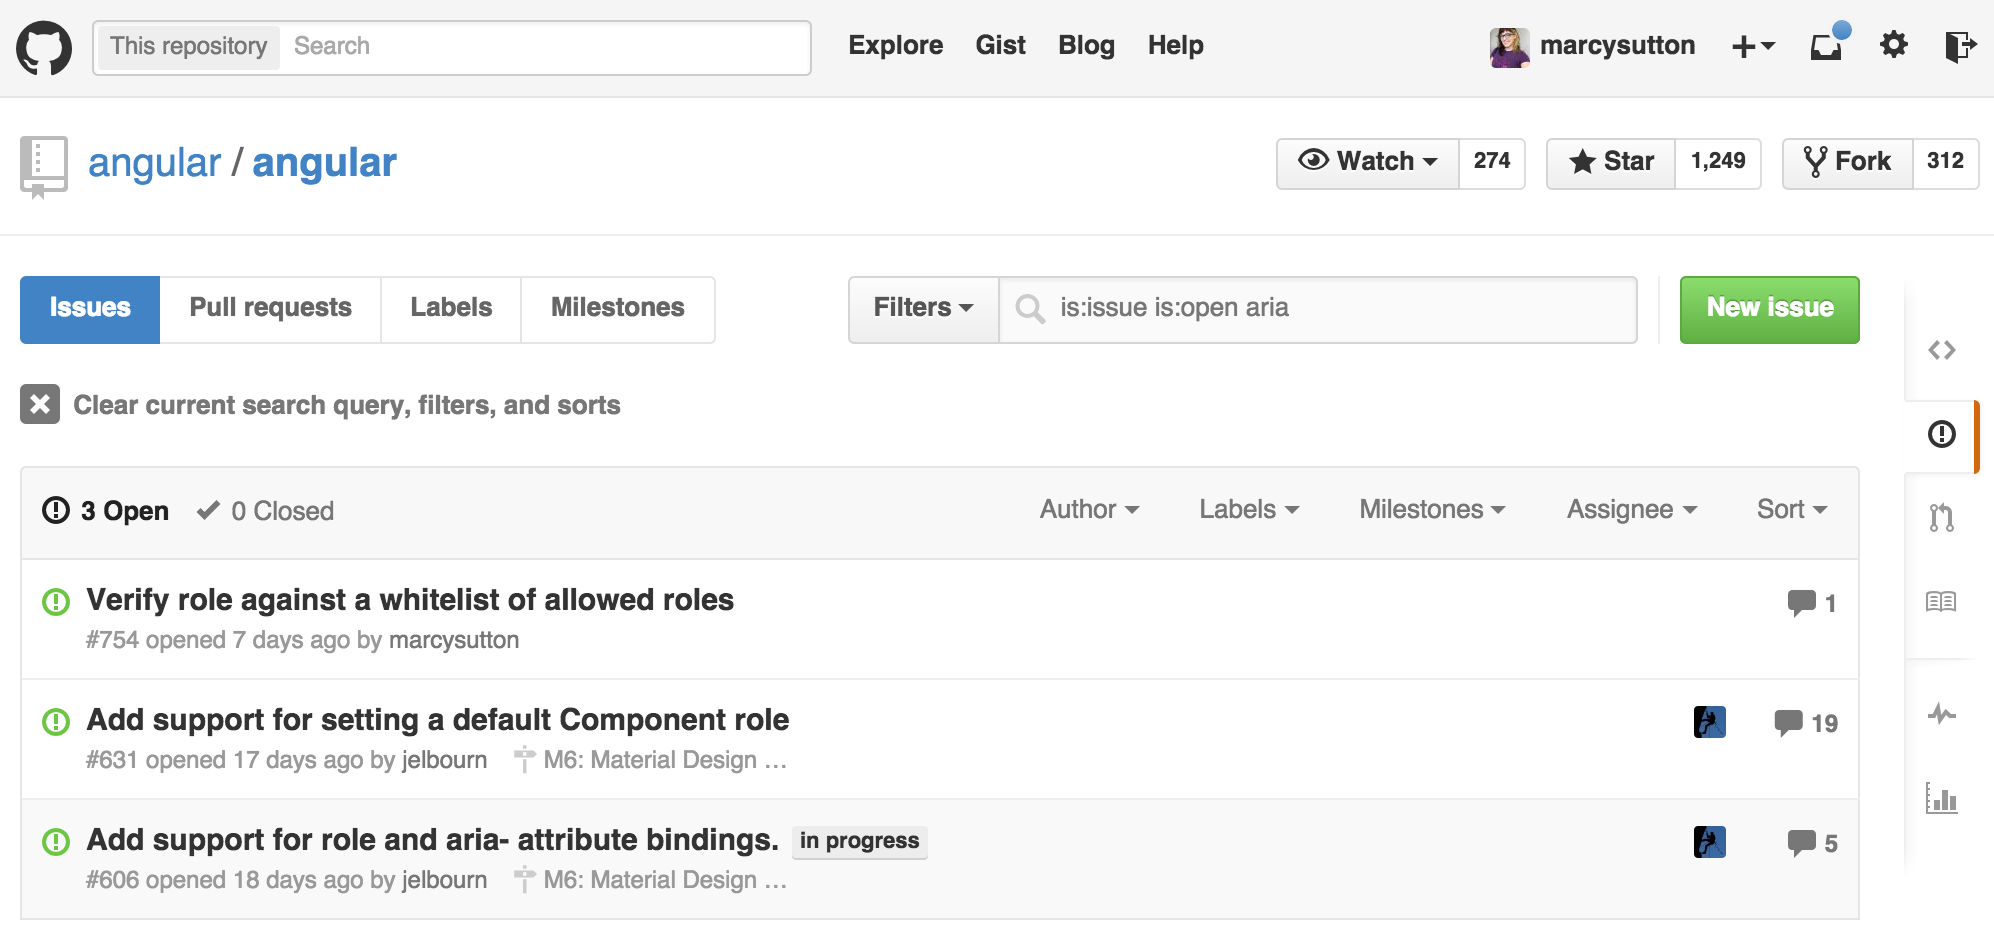 This repository Search Explore Gist Blog Help marcysutton
angular / angular Watch 274 Star 1,249 Fork 312
Issues Pull requests Labels Milestones Filters is:issue is:open aria New issue
Clear current search query, filters, and sorts
3 Open 0 Closed Author Labels Milestones Assignee Sort
Verify role against a whitelist of allowed roles 1
#754 opened 7 days ago by marcysutton
Add support for setting a default Component role 19
#631 opened 17 days ago by jelbourn M6: Material Design …
Add support for role and aria- attribute bindings. in progress 5
#606 opened 18 days ago by jelbourn M6: Material Design …